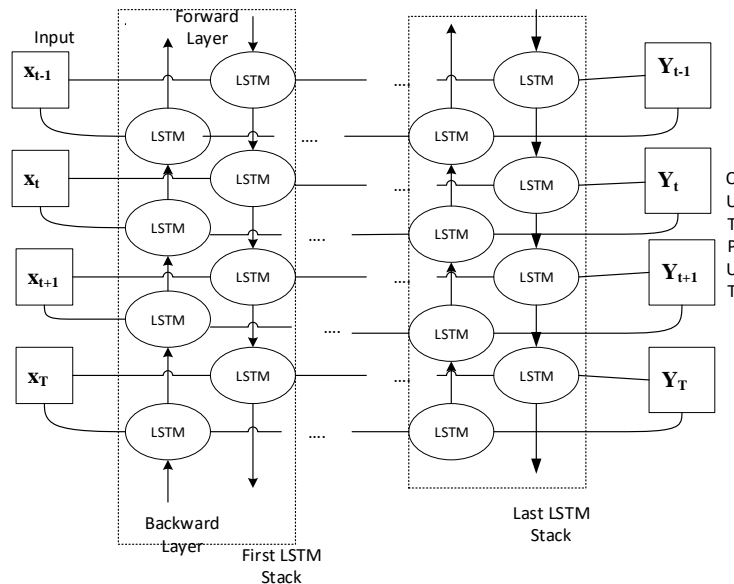 Forward
Layer
Input
x_{t-1}
LSTM
....
LSTM
Y_{t-1}
LSTM
....
LSTM
x_t
LSTM
....
LSTM
Y_t
LSTM
....
LSTM
x_{t+1}
LSTM
....
LSTM
Y_{t+1}
LSTM
....
LSTM
x_T
LSTM
....
LSTM
Y_T
LSTM
....
LSTM
O
U
T
P
U
T
Backward
Layer
First LSTM
Stack
Last LSTM
Stack